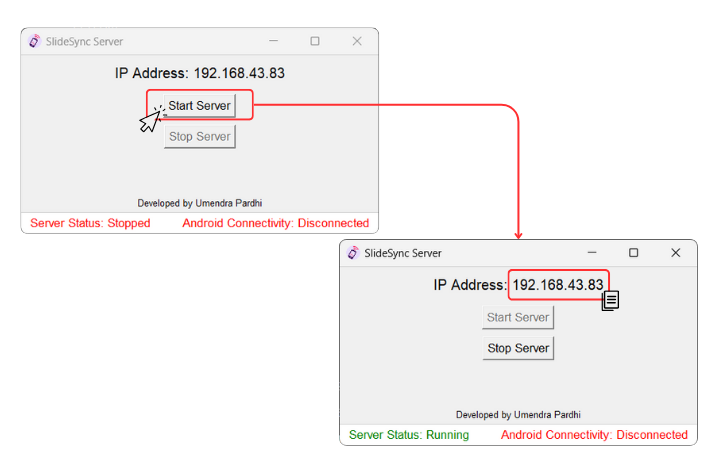 SlideSync Server
IP Address: 192.168.43.83
Start Server
Stop Server
Developed by Umendra Pardhi
Server Status: Stopped Android Connectivity: Disconnected
SlideSync Server
IP Address: 192.168.43.83
Start Server
Stop Server
Developed by Umendra Pardhi
Server Status: Running Android Connectivity: Disconnected